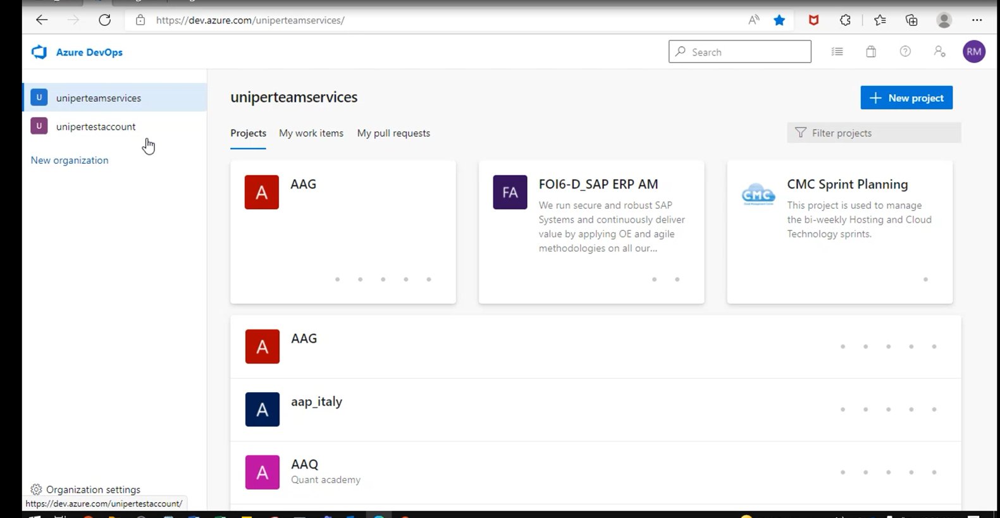 https://dev.azure.com/uniperteamservices/
Azure DevOps
Search
RM
U uniperteamservices
U unipertestaccount
New organization
uniperteamservices
New project
Projects My work items My pull requests
Filter projects
A
AAG
FA
FOI6-D_SAP ERP AM
We run secure and robust SAP
Systems and continuously deliver
value by applying OE and agile
methodologies on all our...
CMC
CMC Sprint Planning
This project is used to manage
the bi-weekly Hosting and Cloud
Technology sprints.
A
AAG
A
aap_italy
A
AAQ
Quant academy
Organization settings
https://dev.azure.com/unipertestaccount/